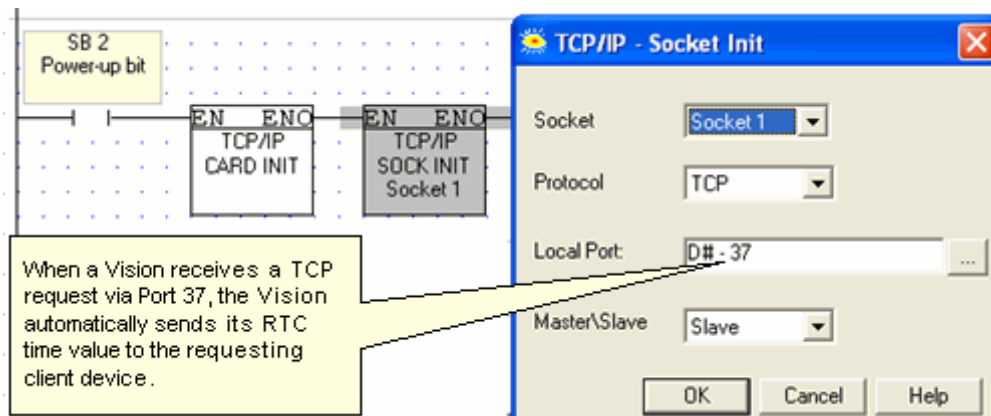 SB 2
Power-up bit
EN ENO
TCP/IP
CARD INIT
EN ENO
TCP/IP
SOCK INIT
Socket 1
When a Vision receives a TCP
request via Port 37, the Vision
automatically sends its RTC
time value to the requesting
client device.
TCP/IP - Socket Init
Socket
Socket 1
Protocol
TCP
Local Port:
D# - 37
...
Master\Slave
Slave
OK
Cancel
Help